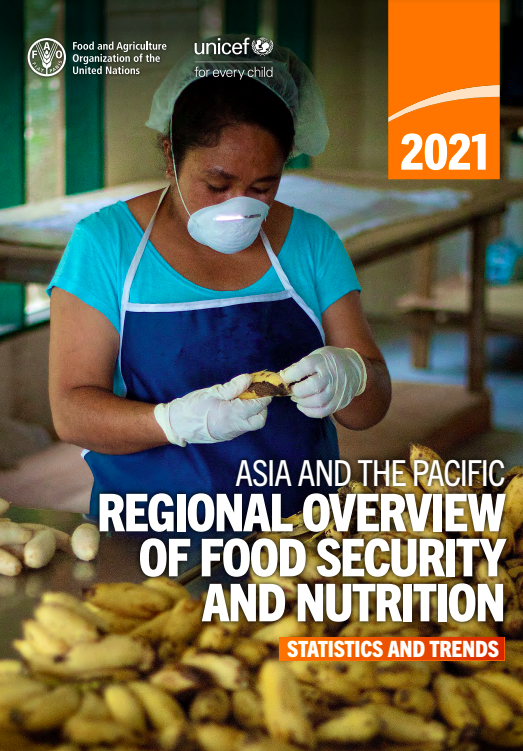 Food and Agriculture
Organization of the
United Nations
unicef
for every child
2021
ASIA AND THE PACIFIC
REGIONAL OVERVIEW
OF FOOD SECURITY
AND NUTRITION
STATISTICS AND TRENDS